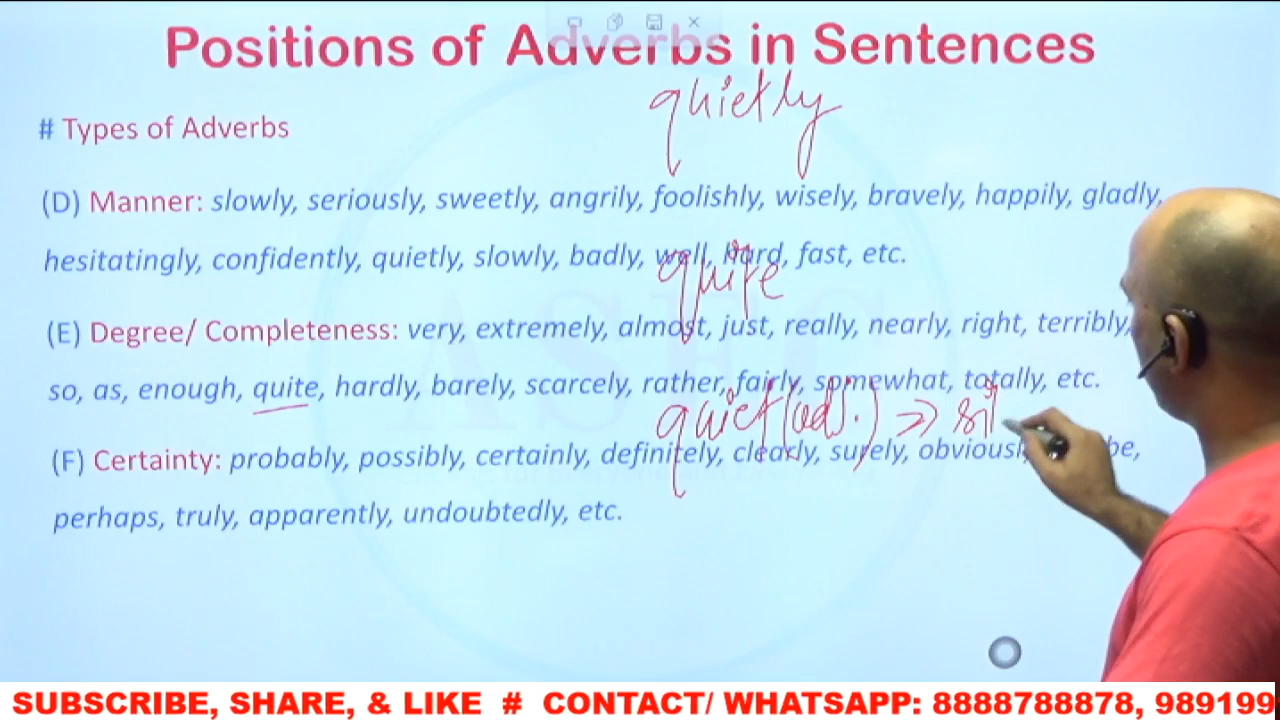 Positions of Adverbs in Sentences
quietly
# Types of Adverbs
(D) Manner: slowly, seriously, sweetly, angrily, foolishly, wisely, bravely, happily, gladly,
hesitatingly, confidently, quietly, slowly, badly, well, hard, fast, etc.
quite
(E) Degree/ Completeness: very, extremely, almost, just, really, nearly, right, terribly,
so, as, enough, quite, hardly, barely, scarcely, rather, fairly, somewhat, totally, etc.
quiet (adj.) ⇒ sil
(F) Certainty: probably, possibly, certainly, definitely, clearly, surely, obviousl be,
perhaps, truly, apparently, undoubtedly, etc.
SUBSCRIBE, SHARE, & LIKE # CONTACT/ WHATSAPP: 8888788878, 989199